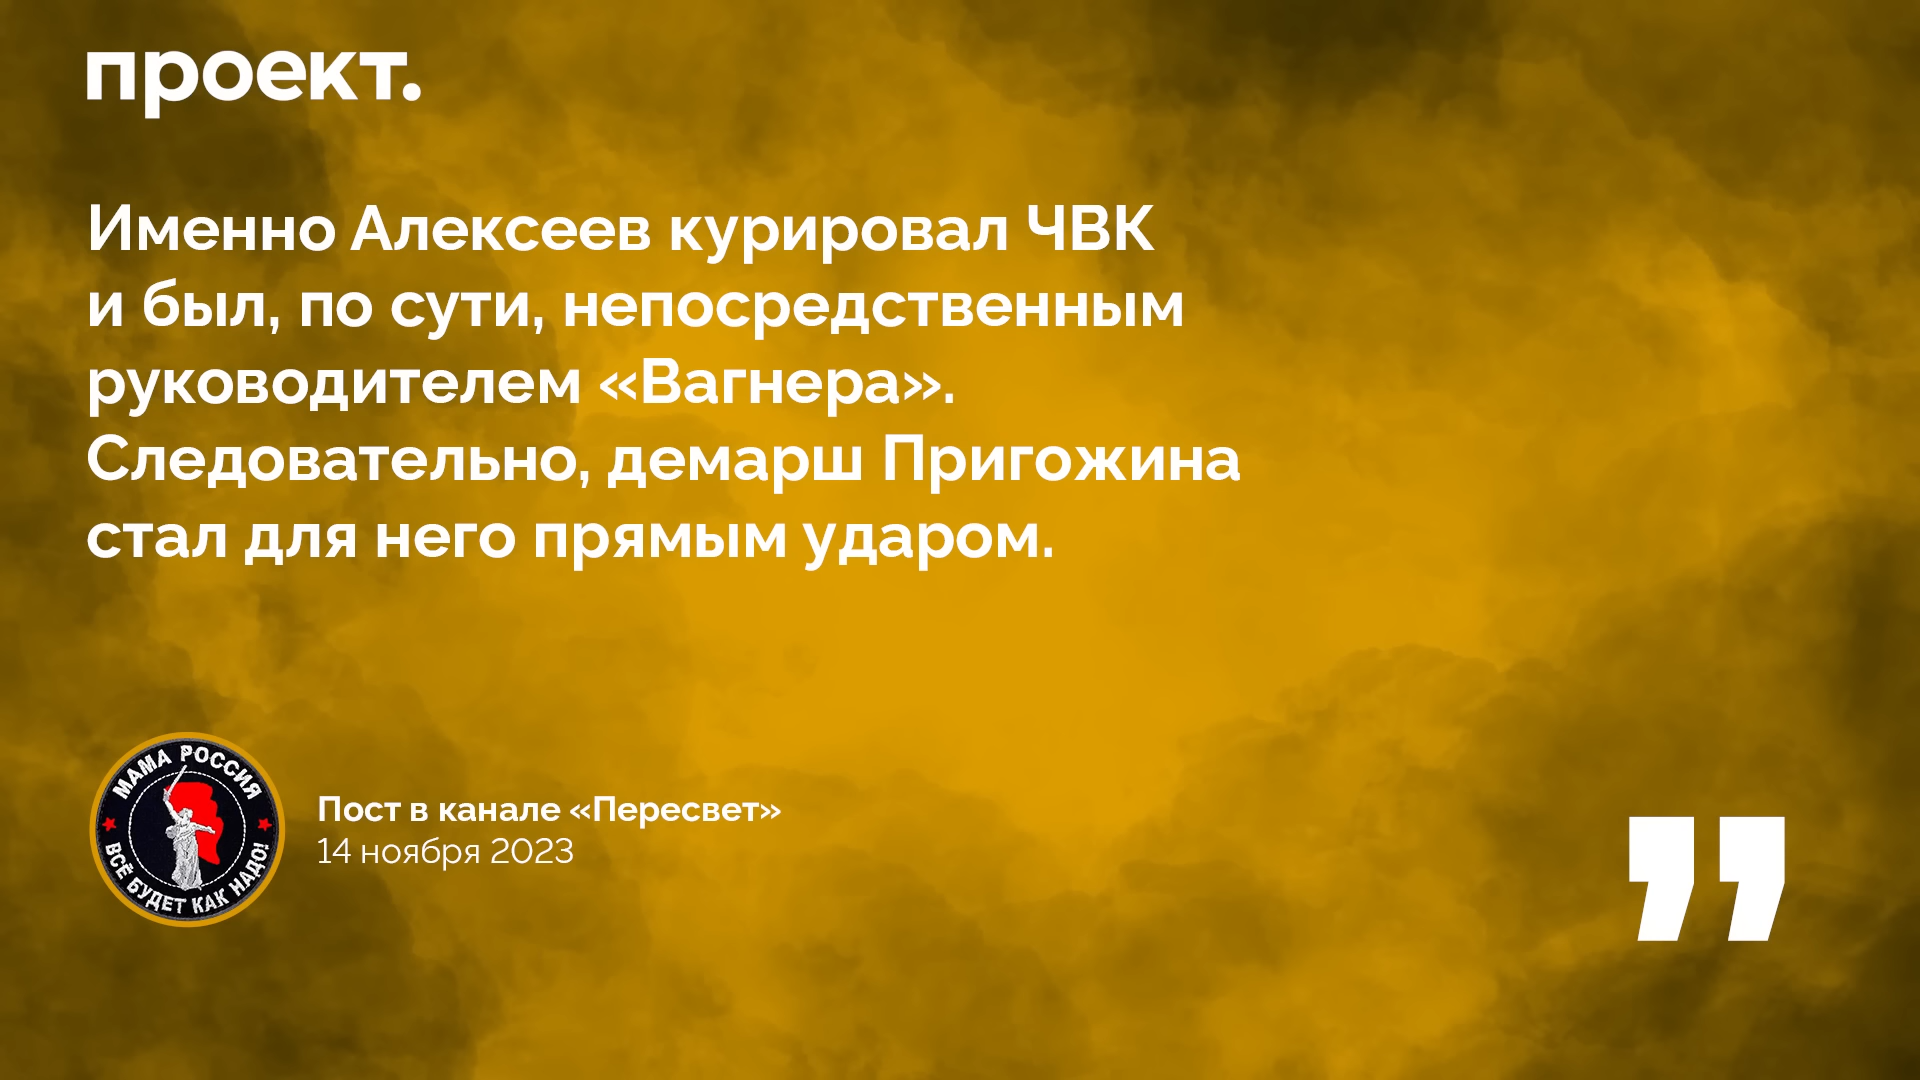 проект.
Именно Алексеев курировал ЧВК
и был, по сути, непосредственным
руководителем «Вагнера».
Следовательно, демарш Пригожина
стал для него прямым ударом.
МАМА РОССИЯ
ВСЁ БУДЕТ КАК НАДО!
Пост в канале «Пересвет»
14 ноября 2023
”